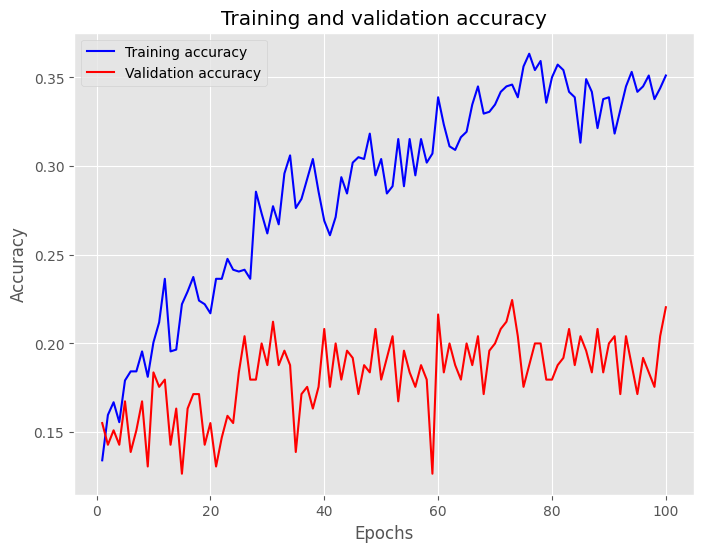 Training and validation accuracy
Training accuracy
Validation accuracy
Accuracy
0.35
0.30
0.25
0.20
0.15
0 20 40 60 80 100
Epochs